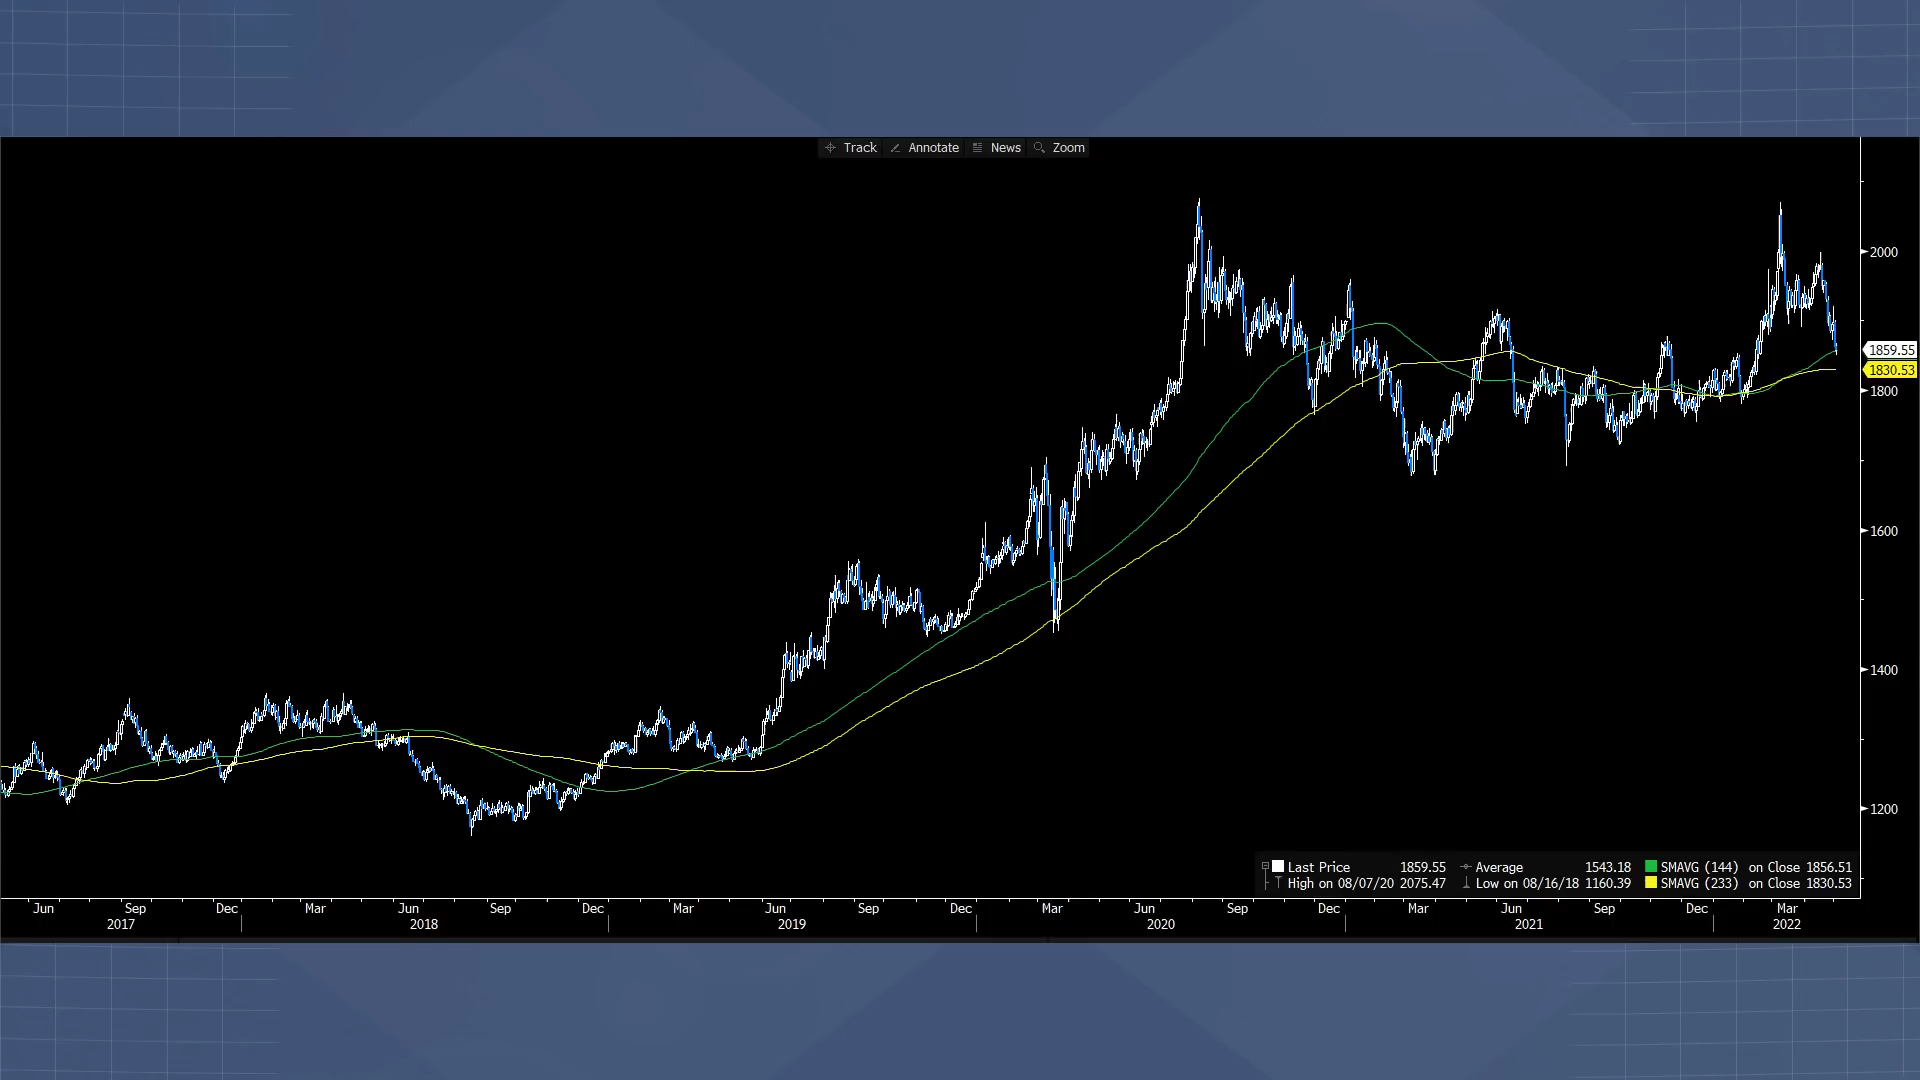 Track Annotate News Zoom
2000
1859.55
1830.53
1800
1600
1400
1200
Last Price 1859.55 Average 1543.18 SMAVG (144) on Close 1856.51
High on 08/07/20 2075.47 Low on 08/16/18 1160.39 SMAVG (233) on Close 1830.53
Jun Sep Dec Mar Jun Sep Dec Mar Jun Sep Dec Mar Jun Sep Dec Mar Jun Sep Dec Mar
2017 2018 2019 2020 2021 2022